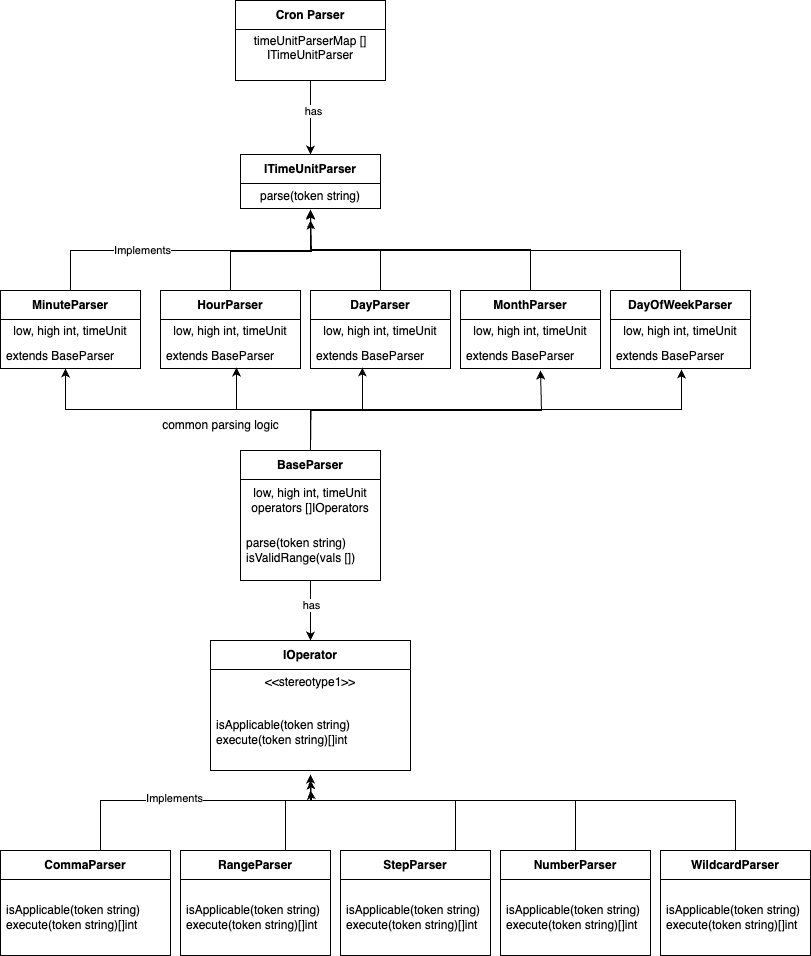 Cron Parser
timeUnitParserMap []
ITimeUnitParser
has
ITimeUnitParser
parse(token string)
Implements
MinuteParser
low, high int, timeUnit
extends BaseParser
HourParser
low, high int, timeUnit
extends BaseParser
DayParser
low, high int, timeUnit
extends BaseParser
MonthParser
low, high int, timeUnit
extends BaseParser
DayOfWeekParser
low, high int, timeUnit
extends BaseParser
common parsing logic
BaseParser
low, high int, timeUnit
operators []IOperators
parse(token string)
isValidRange(vals [])
has
IOperator
<<stereotype1>>
isApplicable(token string)
execute(token string)[]int
Implements
CommaParser
isApplicable(token string)
execute(token string)[]int
RangeParser
isApplicable(token string)
execute(token string)[]int
StepParser
isApplicable(token string)
execute(token string)[]int
NumberParser
isApplicable(token string)
execute(token string)[]int
WildcardParser
isApplicable(token string)
execute(token string)[]int